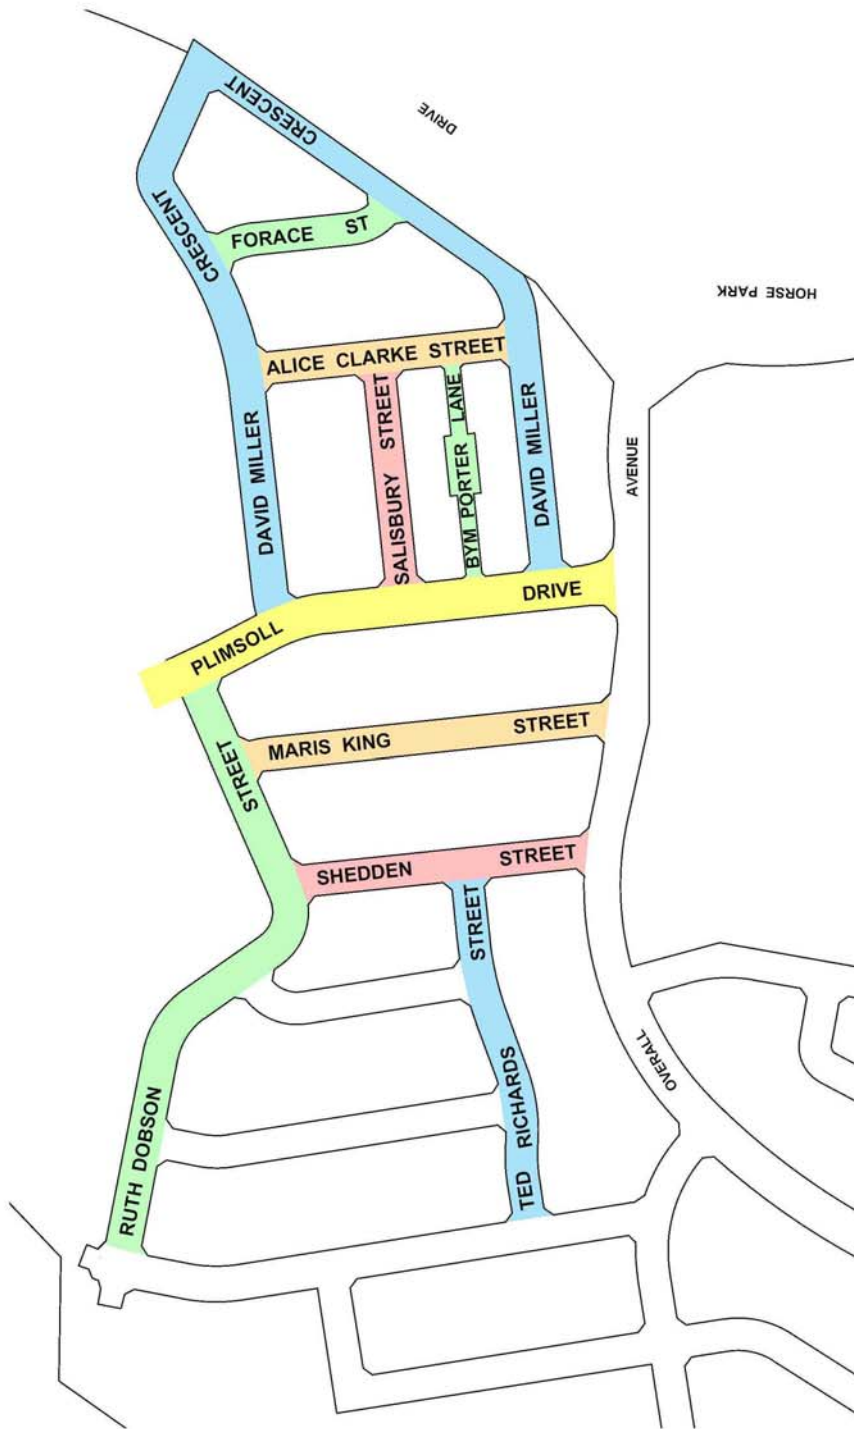 CRESCENT
DRIVE
CRESCENT
FORACE ST
HORSE PARK
ALICE CLARKE STREET
SALISBURY STREET
BYM PORTER LANE
DAVID MILLER
DAVID MILLER
AVENUE
PLIMSOLL DRIVE
MARIS KING STREET
STREET
SHEDDEN STREET
STREET
OVERALL
TED RICHARDS
RUTH DOBSON